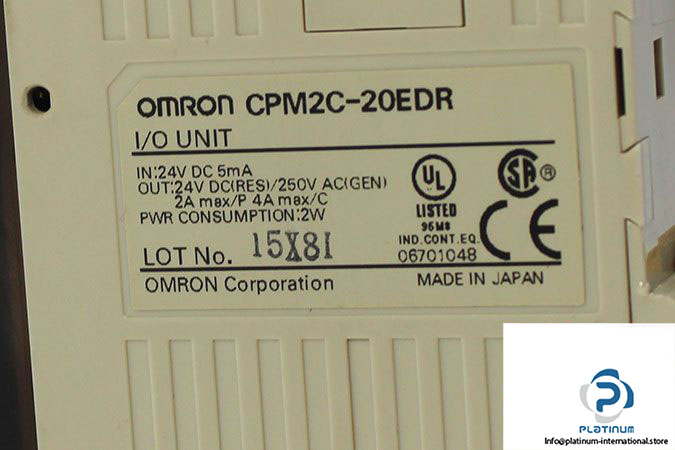 OMRON CPM2C-20EDR
I/O UNIT
IN:24V DC 5mA
OUT:24V DC(RES)/250V AC(GEN)
2A max/P 4A max/C
PWR CONSUMPTION:2W
LOT No. 15X81
OMRON Corporation
UL
LISTED
95M8
IND.CONT.EQ.
06701048
SA ®
CE
MADE IN JAPAN
PLATINUM
Info@platinum-international.store